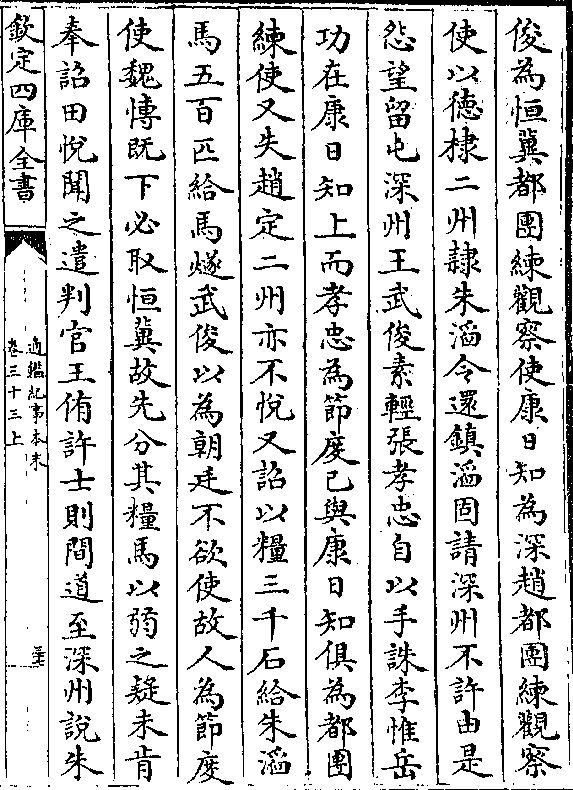 俊為恒冀都團練觀察使康日知為深趙都團練觀察
使以德棣二州隸朱滔令還鎮滔固請深州不許由是
怨望留屯深州王武俊素輕張孝忠自以手誅李惟岳
功在康日知上而孝忠為節度已與康日知俱為都團
練使又失趙定二州亦不悅又詔以糧三千石給朱滔
馬五百匹給馬燧武俊以為朝廷不欲使故人為節度
使魏博既下必取恒冀故先分其糧馬以弱之疑未肯
奉詔田悅聞之遣判官王侑許士則間道至深州說朱
欽定四庫全書
通鑑紀事本末
卷三十三上